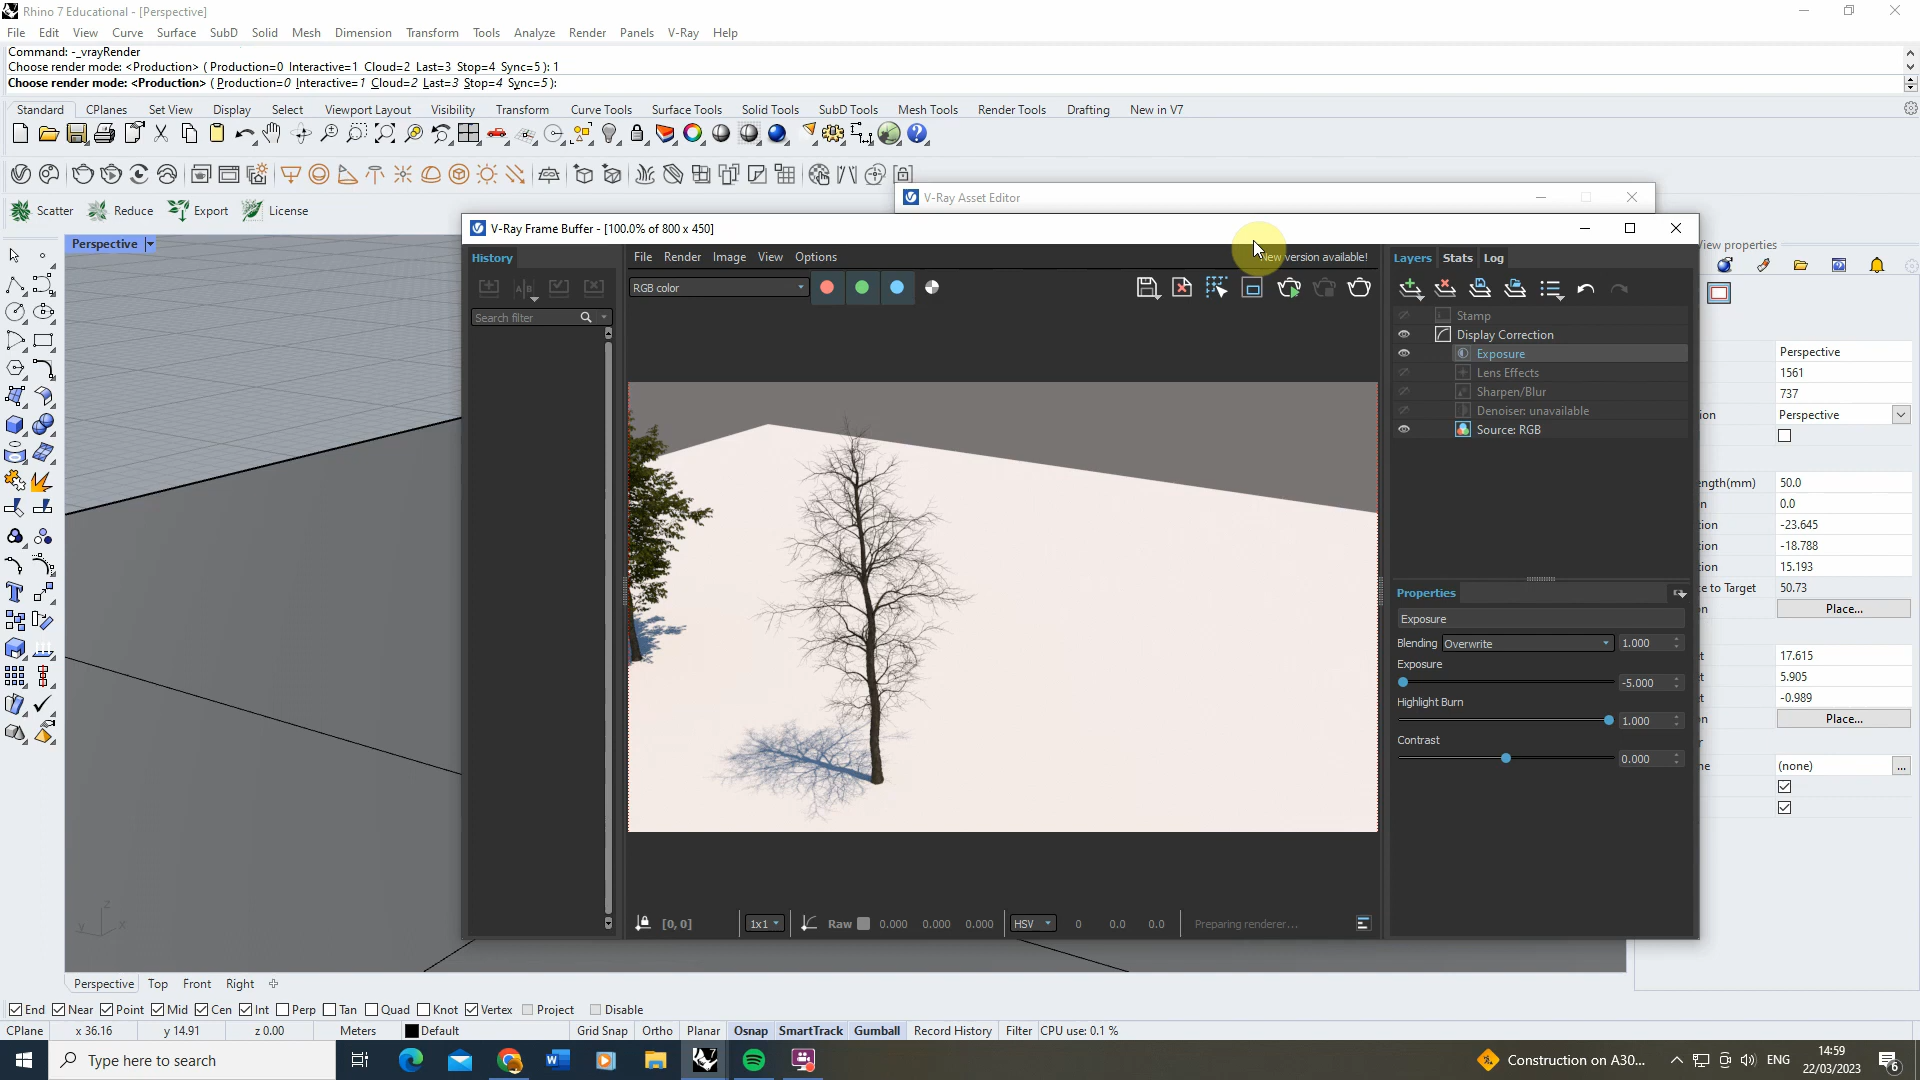 Rhino 7 Educational - [Perspective]
File Edit View Curve Surface SubD Solid Mesh Dimension Transform Tools Analyze Render Panels V-Ray Help
Command: -_vrayRender
Choose render mode: <Production> ( Production=0 Interactive=1 Cloud=2 Last=3 Stop=4 Sync=5 ): 1
Choose render mode: <Production> ( Production=0 Interactive=1 Cloud=2 Last=3 Stop=4 Sync=5 ):
Standard CPlanes Set View Display Select Viewport Layout Visibility Transform Curve Tools Surface Tools Solid Tools SubD Tools Mesh Tools Render Tools Drafting New in V7
Scatter Reduce Export License
V-Ray Asset Editor
V-Ray Frame Buffer - [100.0% of 800 x 450]
Perspective
View properties
History
File Render Image View Options
New version available!
Layers Stats Log
RGB color
Search filter
Stamp
Display Correction
Exposure
Lens Effects
Sharpen/Blur
Denoiser: unavailable
Source: RGB
Perspective
1561
737
Perspective
50.0
0.0
-23.645
-18.788
15.193
e to Target 50.73
Place...
17.615
5.905
-0.989
Place...
(none) ...
Properties
Exposure
Blending Overwrite 1.000
Exposure
-5.000
Highlight Burn
1.000
Contrast
0.000
[0, 0] 1x1 Raw 0.000 0.000 0.000 HSV 0 0.0 0.0 Preparing renderer...
z
y x
Perspective Top Front Right
End Near Point Mid Cen Int Perp Tan Quad Knot Vertex Project Disable
CPlane x 36.16 y 14.91 z 0.00 Meters Default Grid Snap Ortho Planar Osnap SmartTrack Gumball Record History Filter CPU use: 0.1 %
Type here to search
Construction on A30...
ENG
14:59
22/03/2023
6